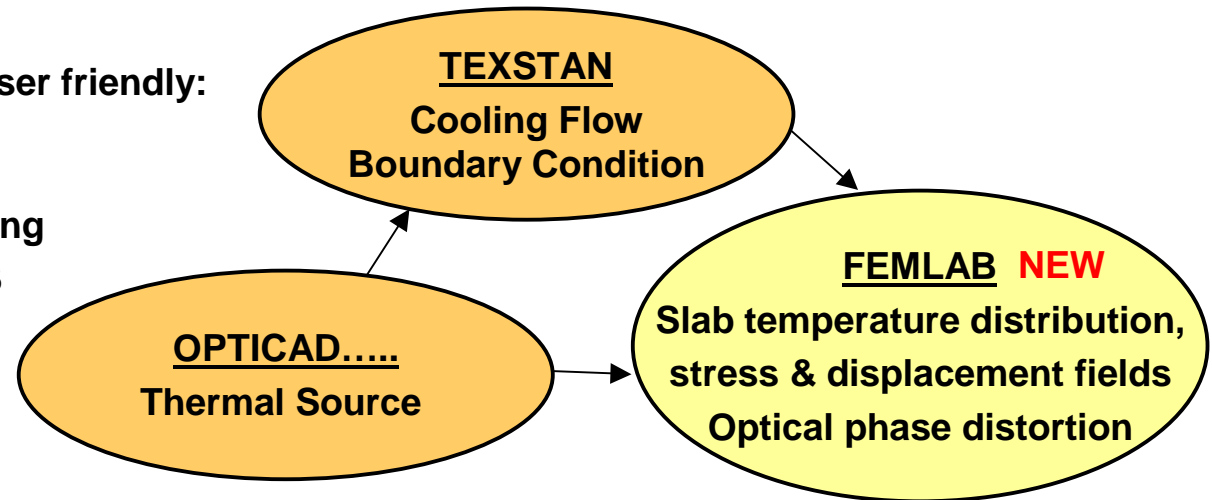 ser friendly:
ng
TEXSTAN
Cooling Flow
Boundary Condition
OPTICAD.....
Thermal Source
FEMLAB NEW
Slab temperature distribution,
stress & displacement fields
Optical phase distortion